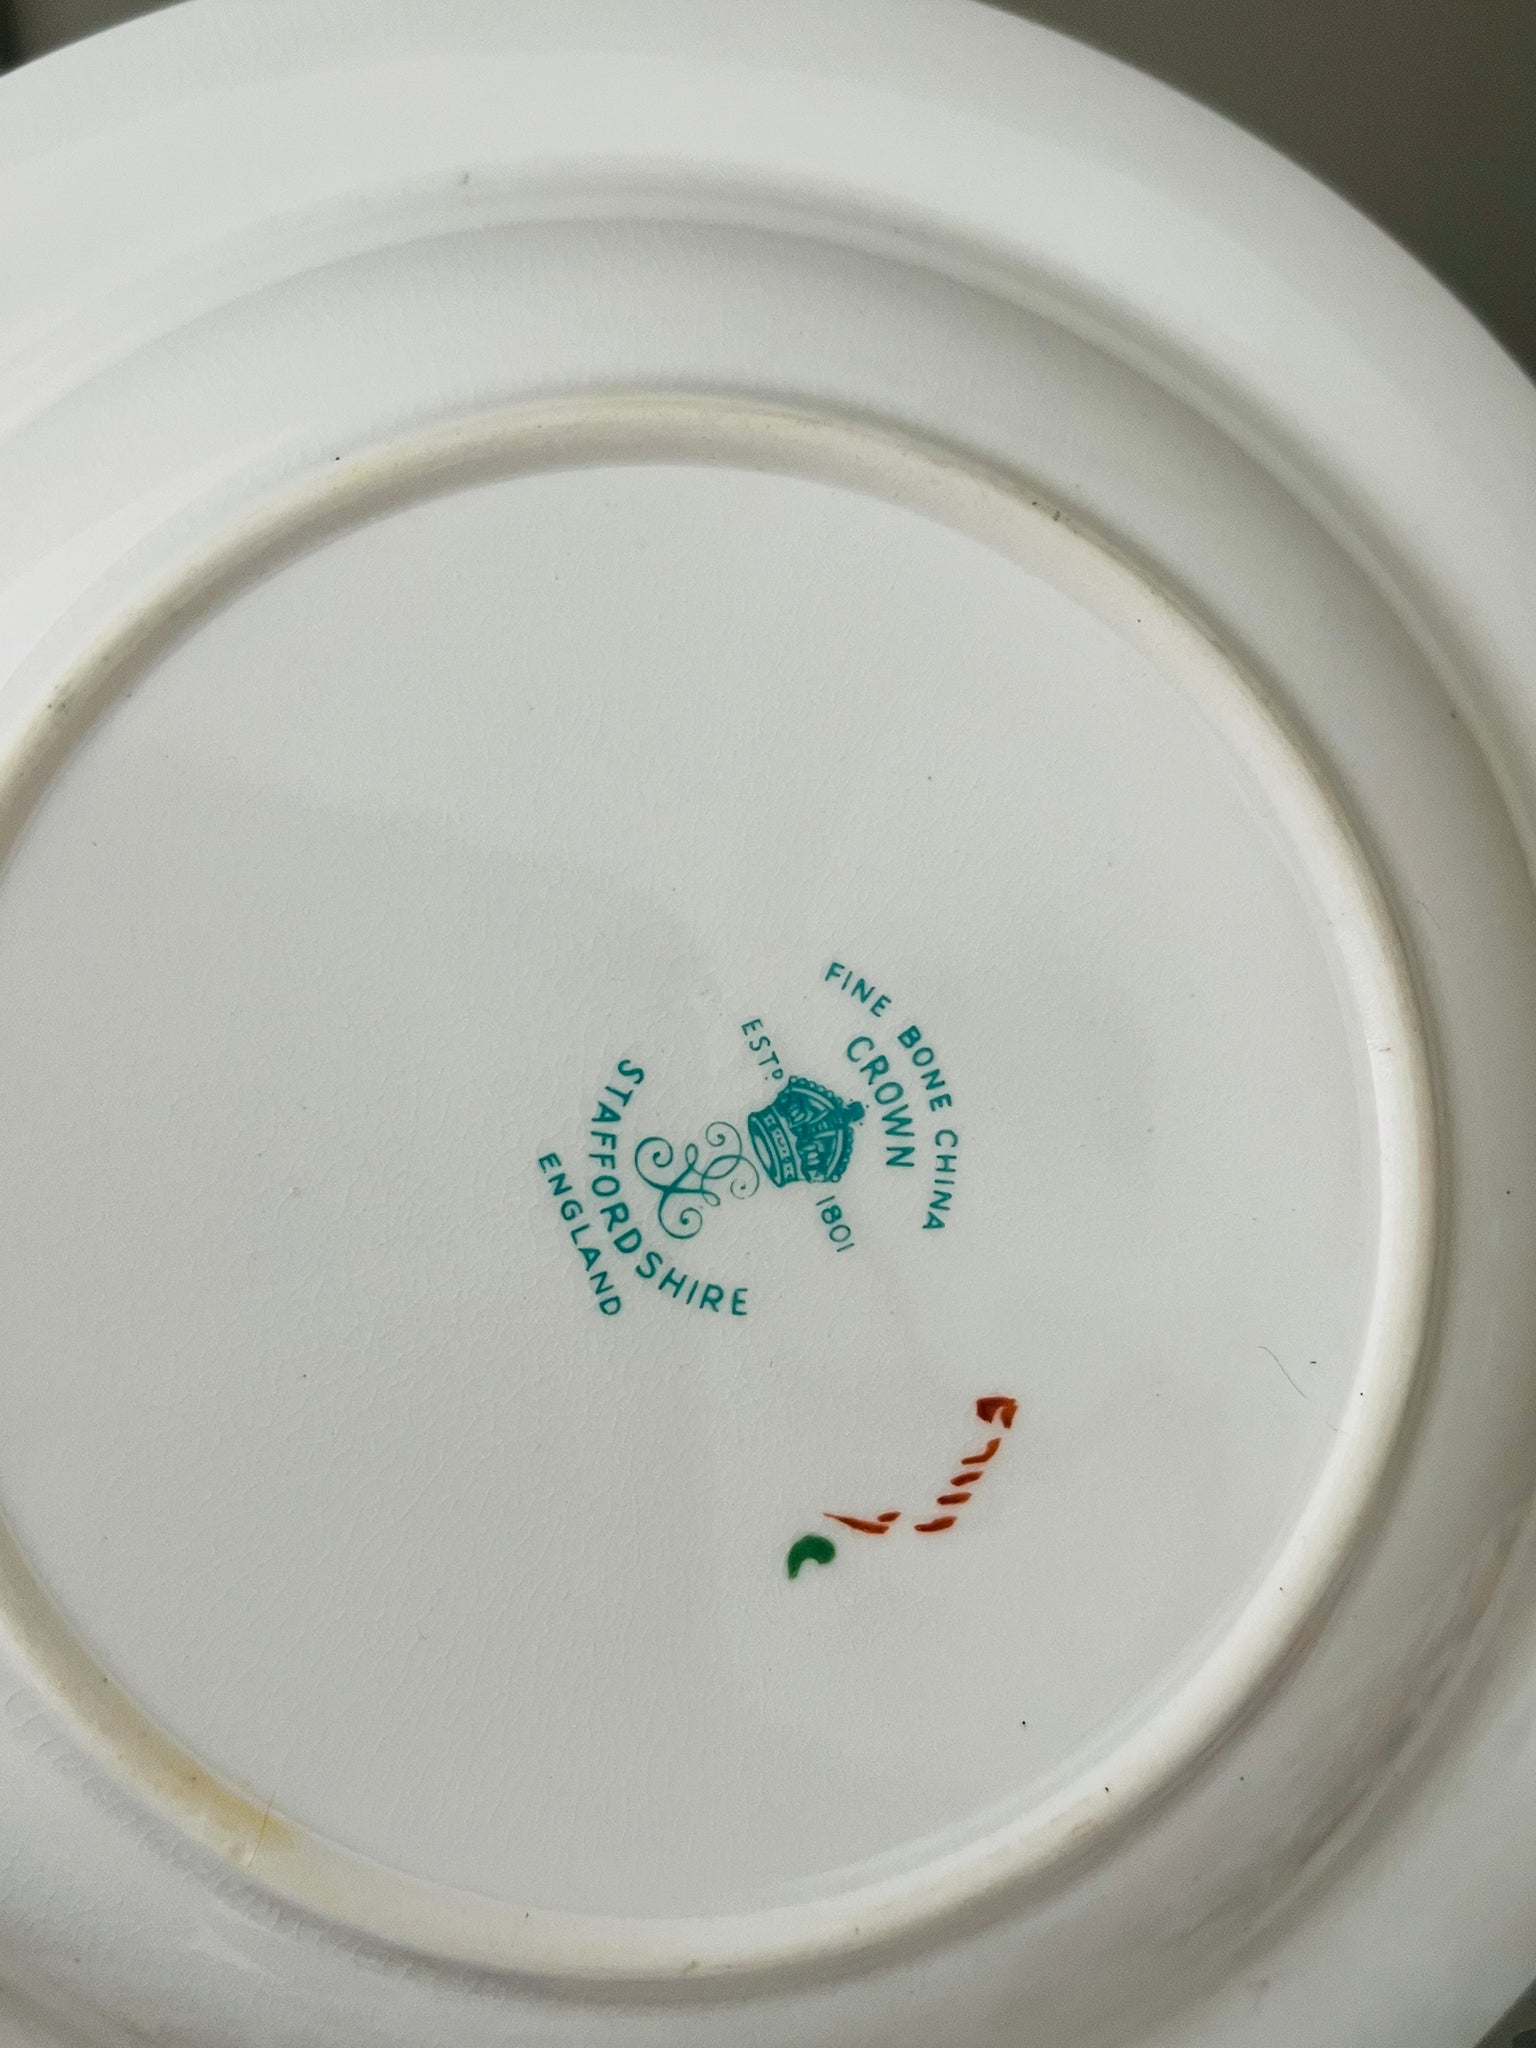 FINE BONE CHINA
CROWN
ESTD 1801
STAFFORDSHIRE
ENGLAND